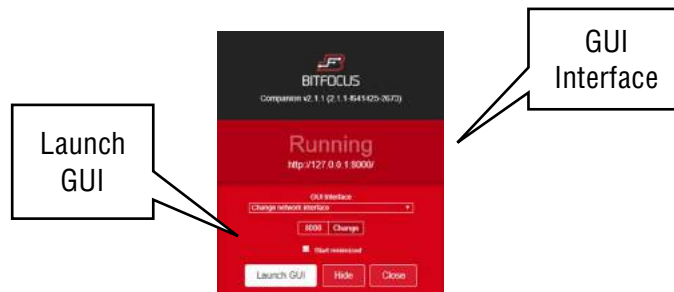 GUI
Interface
Launch
GUI
BITFOCUS
Companion v2.1.1 (2.1.1-f641425-2673)
Running
http://127.0.0.1:8000/
GUI Interface
Change network interface
8000 Change
Start minimized
Launch GUI Hide Close